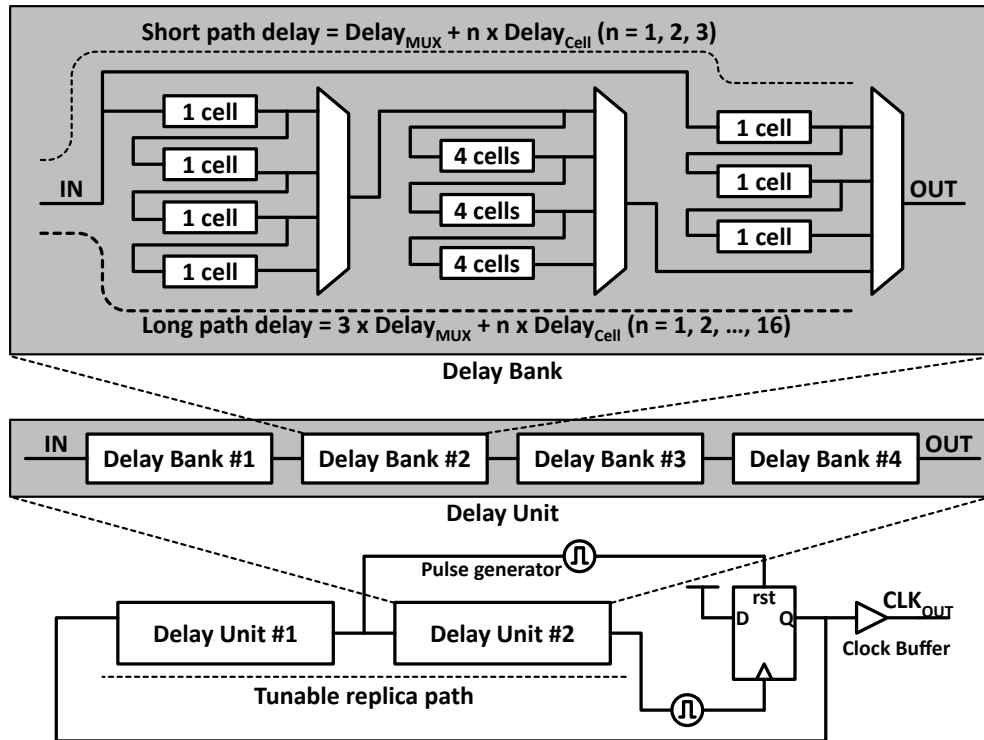 Short path delay = Delay_MUX + n x Delay_Cell (n = 1, 2, 3)
1 cell
1 cell
1 cell
1 cell
4 cells
4 cells
4 cells
1 cell
1 cell
1 cell
IN
OUT
Long path delay = 3 x Delay_MUX + n x Delay_Cell (n = 1, 2, ..., 16)
Delay Bank
IN
Delay Bank #1
Delay Bank #2
Delay Bank #3
Delay Bank #4
OUT
Delay Unit
Pulse generator
Delay Unit #1
Delay Unit #2
rst
D
Q
CLK_OUT
Clock Buffer
Tunable replica path